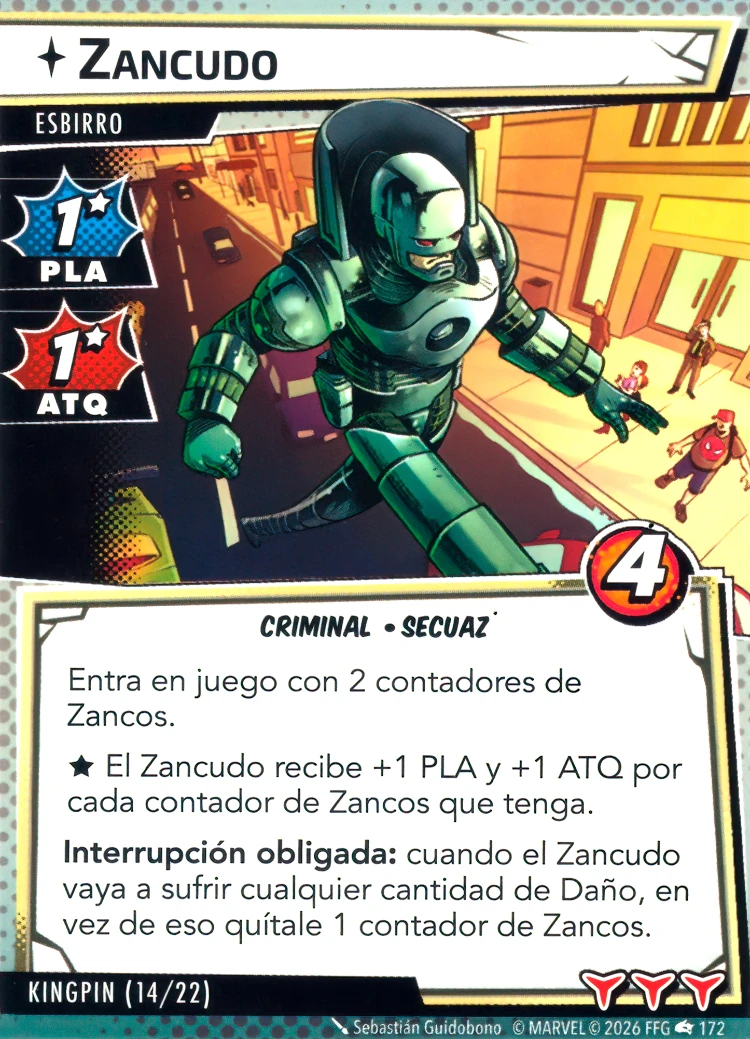 ZANCUDO
ESBIRRO
1★
PLA
1★
ATQ
4
CRIMINAL • SECUAZ
Entra en juego con 2 contadores de
Zancos.
★ El Zancudo recibe +1 PLA y +1 ATQ por
cada contador de Zancos que tenga.
Interrupción obligada: cuando el Zancudo
vaya a sufrir cualquier cantidad de Daño, en
vez de eso quítale 1 contador de Zancos.
KINGPIN (14/22)
Sebastián Guidobono © MARVEL © 2026 FFG 172